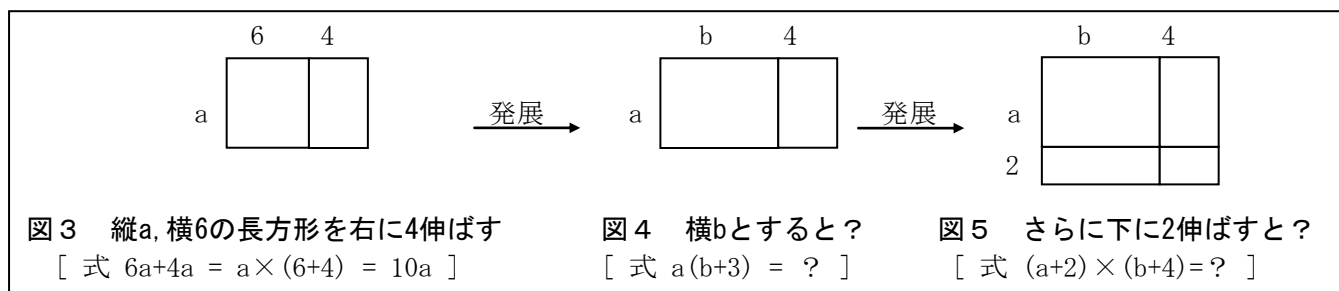 6 4
a
発展
b 4
a
発展
b 4
a
2
図3 縦a,横6の長方形を右に4伸ばす
[ 式 6a+4a = a×(6+4) = 10a ]
図4 横bとすると?
[ 式 a(b+3) = ? ]
図5 さらに下に2伸ばすと?
[ 式 (a+2)×(b+4)=? ]